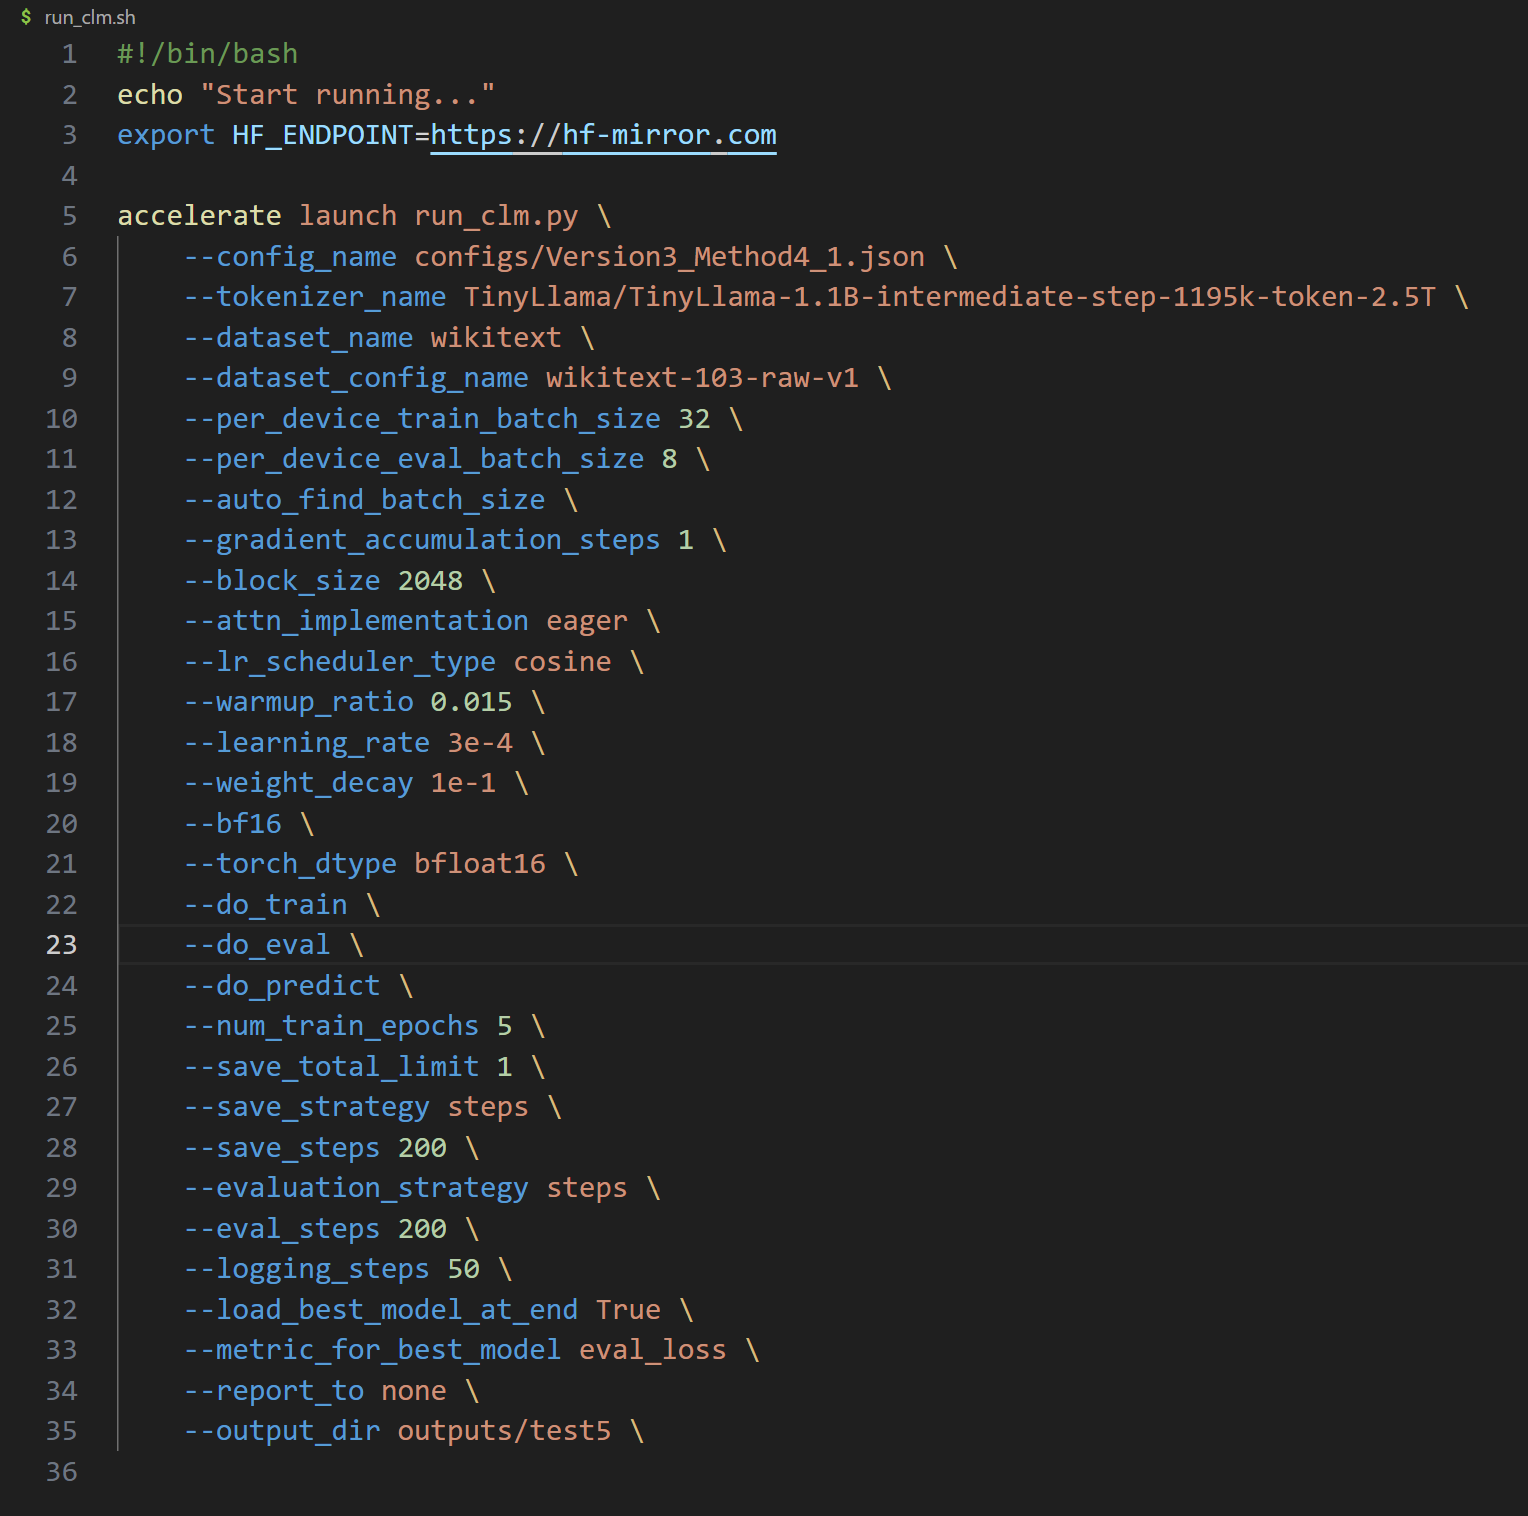 $ run_clm.sh
1 #!/bin/bash
2 echo "Start running..."
3 export HF_ENDPOINT=https://hf-mirror.com
4
5 accelerate launch run_clm.py \
6 --config_name configs/Version3_Method4_1.json \
7 --tokenizer_name TinyLlama/TinyLlama-1.1B-intermediate-step-1195k-token-2.5T \
8 --dataset_name wikitext \
9 --dataset_config_name wikitext-103-raw-v1 \
10 --per_device_train_batch_size 32 \
11 --per_device_eval_batch_size 8 \
12 --auto_find_batch_size \
13 --gradient_accumulation_steps 1 \
14 --block_size 2048 \
15 --attn_implementation eager \
16 --lr_scheduler_type cosine \
17 --warmup_ratio 0.015 \
18 --learning_rate 3e-4 \
19 --weight_decay 1e-1 \
20 --bf16 \
21 --torch_dtype bfloat16 \
22 --do_train \
23 --do_eval \
24 --do_predict \
25 --num_train_epochs 5 \
26 --save_total_limit 1 \
27 --save_strategy steps \
28 --save_steps 200 \
29 --evaluation_strategy steps \
30 --eval_steps 200 \
31 --logging_steps 50 \
32 --load_best_model_at_end True \
33 --metric_for_best_model eval_loss \
34 --report_to none \
35 --output_dir outputs/test5 \
36